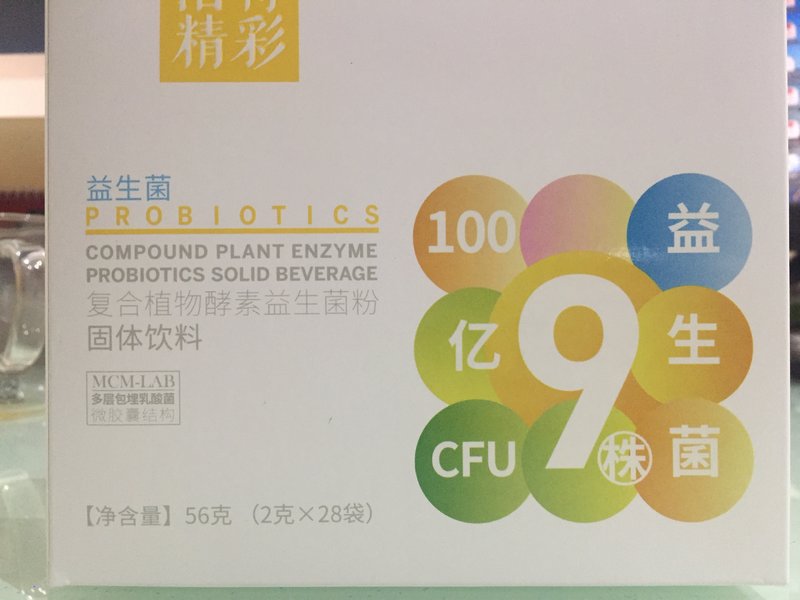 精彩
益生菌
PROBIOTICS
COMPOUND PLANT ENZYME
PROBIOTICS SOLID BEVERAGE
复合植物酵素益生菌粉
固体饮料
MCM-LAB
多层包埋乳酸菌
微胶囊结构
【净含量】56克 （2克×28袋）
100
亿
CFU
9株
益
生
菌